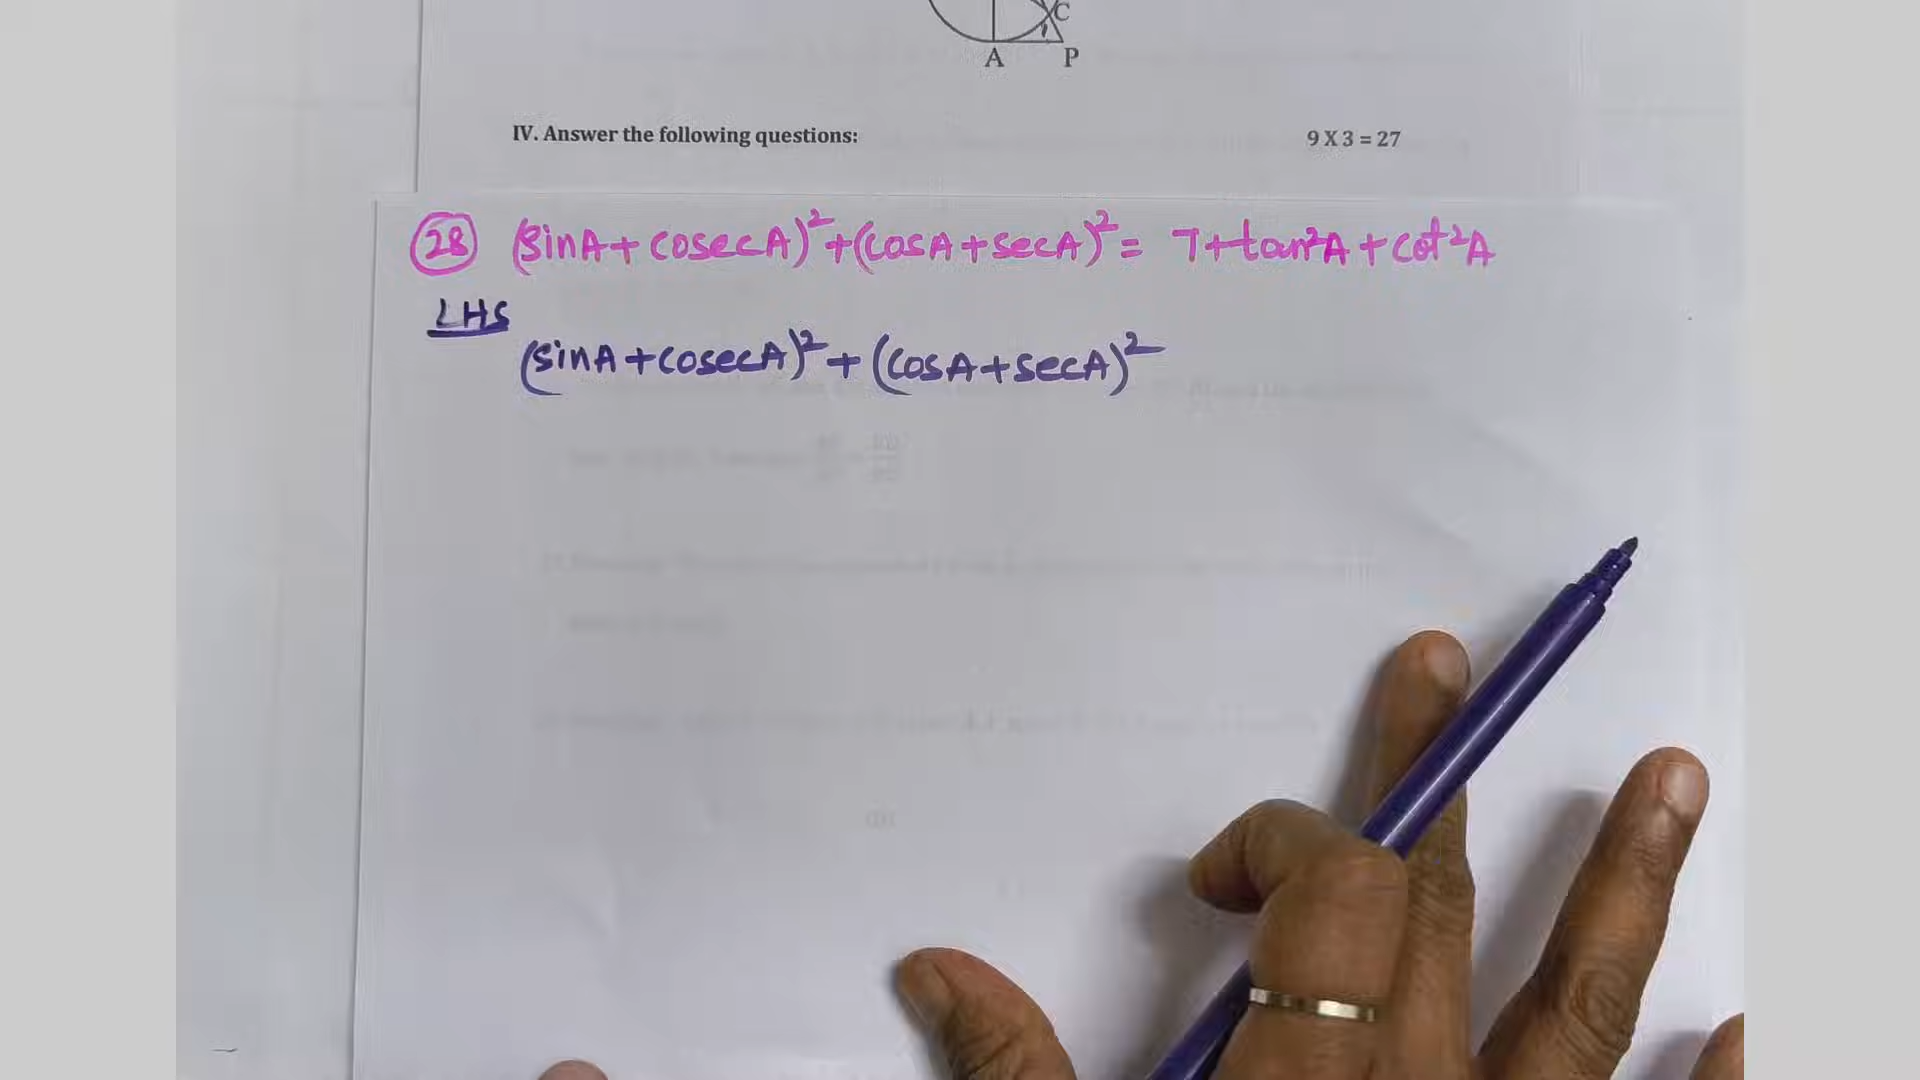 C
A P
IV. Answer the following questions: 9 X 3 = 27
28 (sinA + cosecA)² + (cosA + secA)² = 7 + tan²A + cot²A
LHS
(sinA + cosecA)² + (cosA + secA)²